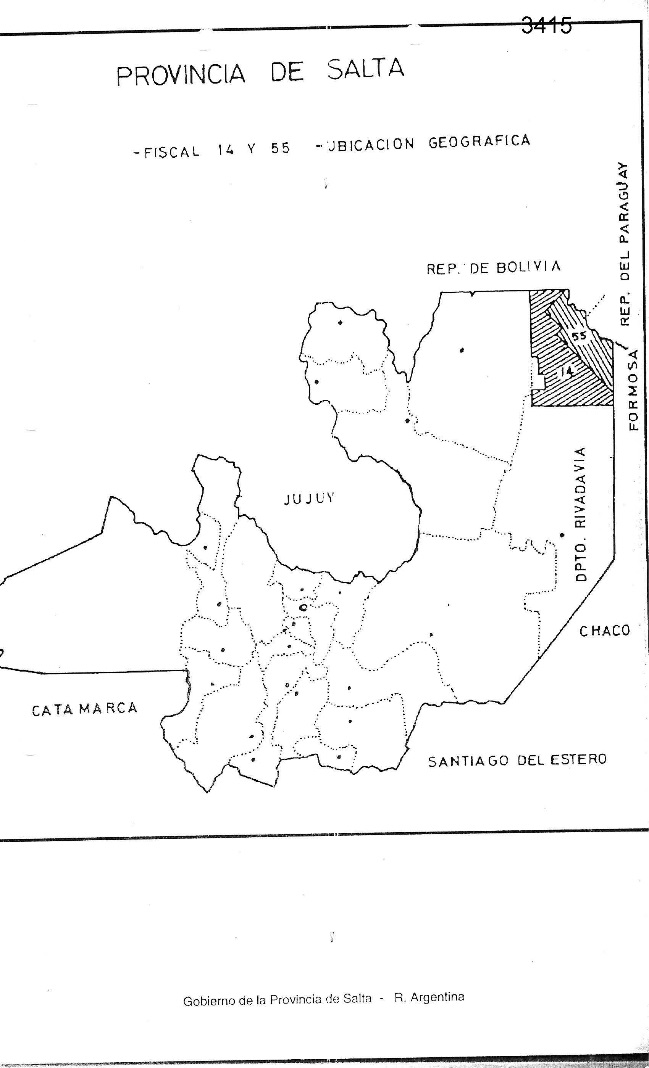 3415
PROVINCIA DE SALTA
-FISCAL 14 Y 55 -UBICACION GEOGRAFICA
REP. DE BOLIVIA
REP. DEL PARAGUAY
55
14
FORMOSA
JUJUY
DPTO. RIVADAVIA
CHACO
CATAMARCA
SANTIAGO DEL ESTERO
Gobierno de la Provincia de Salta - R. Argentina